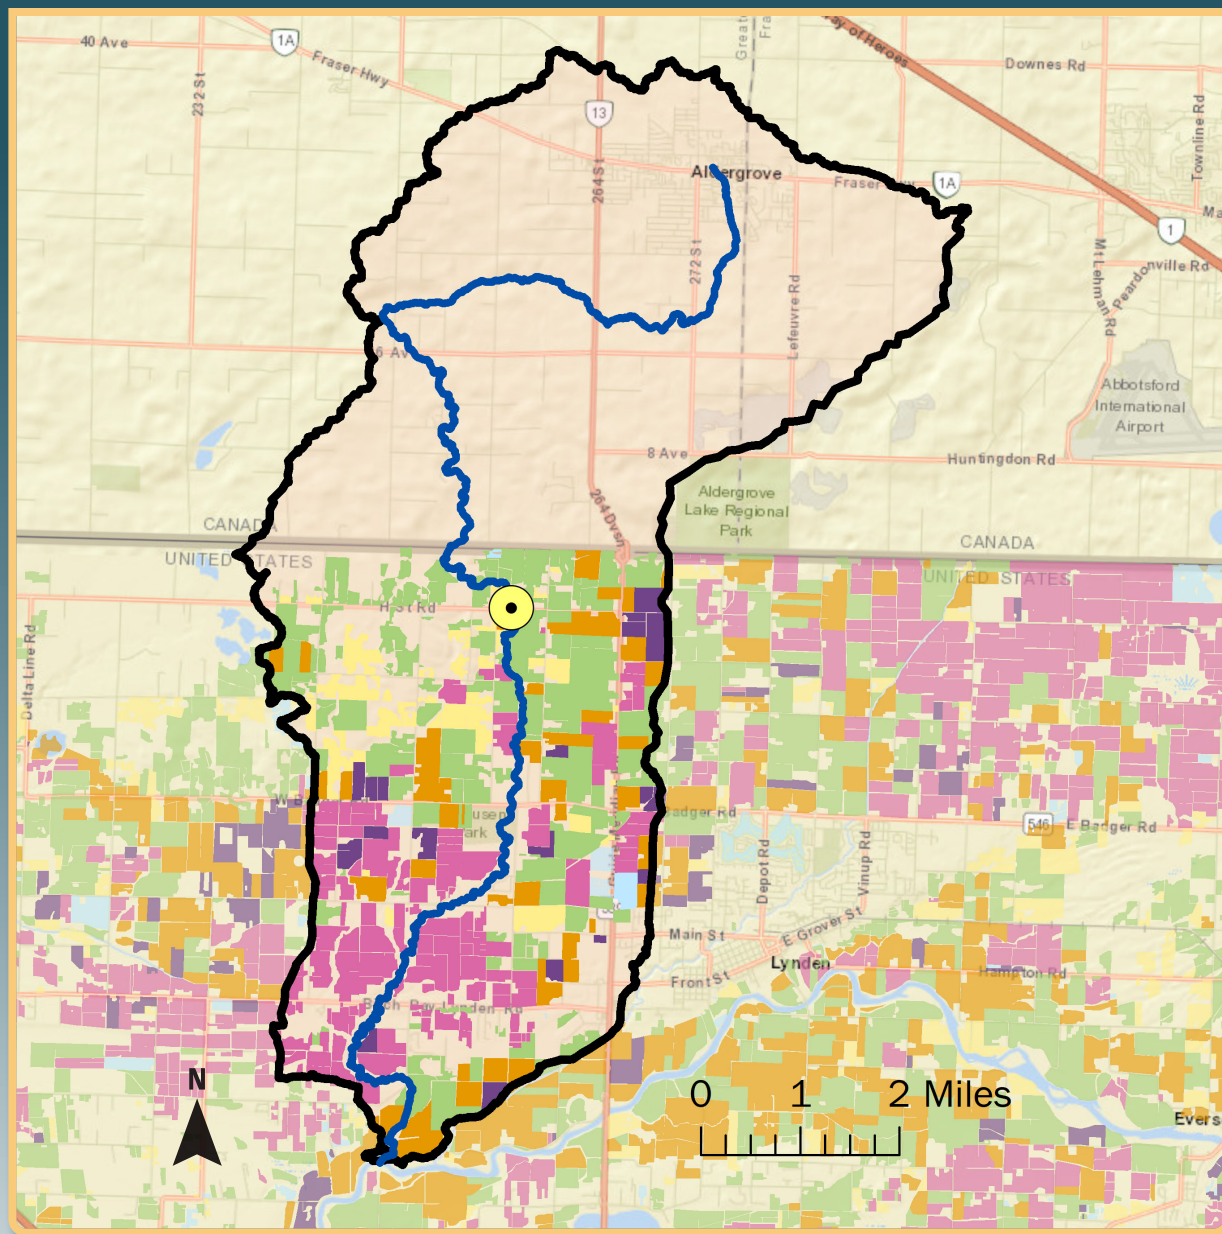 40 Ave
1A
Fraser Hwy
232 St
13
264 St
Downes Rd
Townline Rd
Aldergrove
Fraser Hwy
1A
1
272 St
Lefeuvre Rd
Mt Lehman Rd
Peardonville Rd
Abbotsford
International
Airport
8 Ave
Huntingdon Rd
264 Dvsn
Aldergrove
Lake Regional
Park
CANADA
UNITED STATES
CANADA
UNITED STATES
H St Rd
Delta Line Rd
Badger Rd
546
E Badger Rd
Depot Rd
Vinup Rd
Main St
E Grover St
Front St
Lynden
Hampton Rd
N
0 1 2 Miles